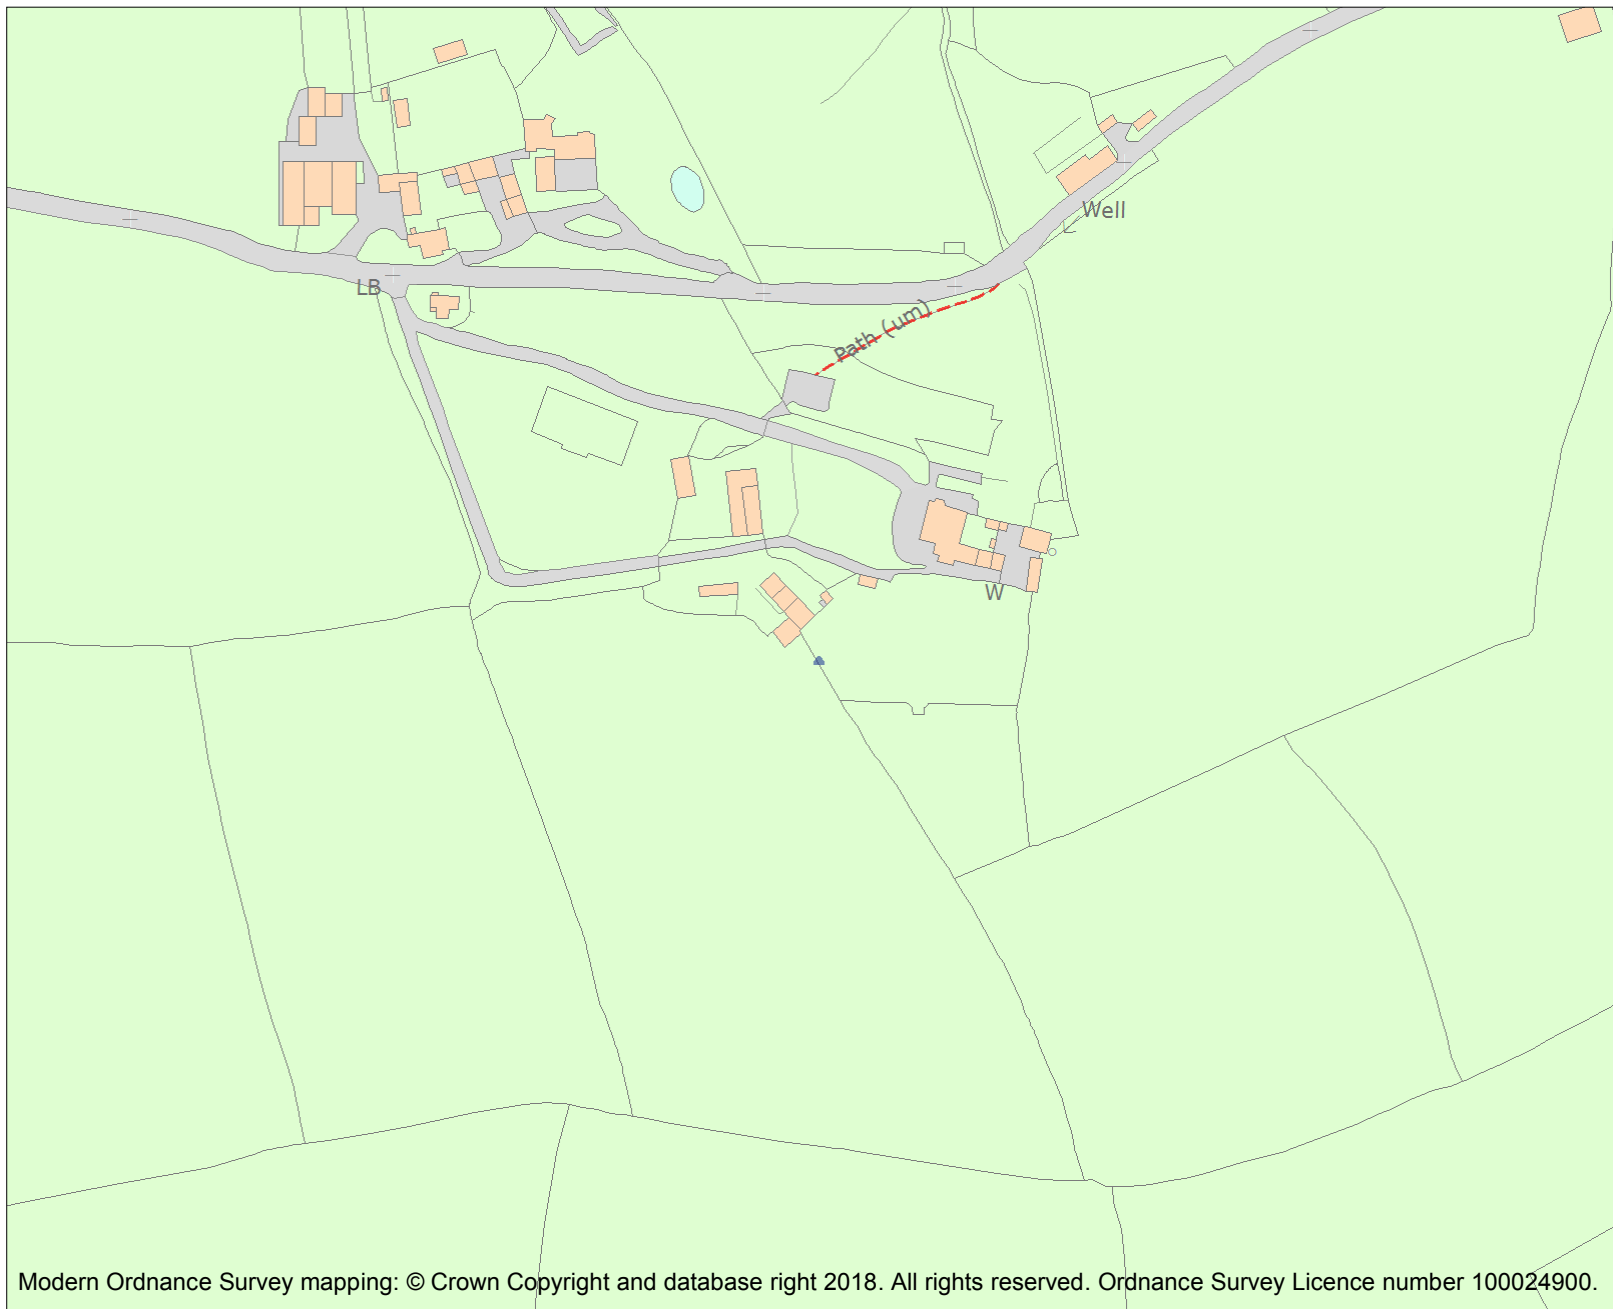 Well
LB
Path (um)
W
Modern Ordnance Survey mapping: © Crown Copyright and database right 2018. All rights reserved. Ordnance Survey Licence number 100024900.